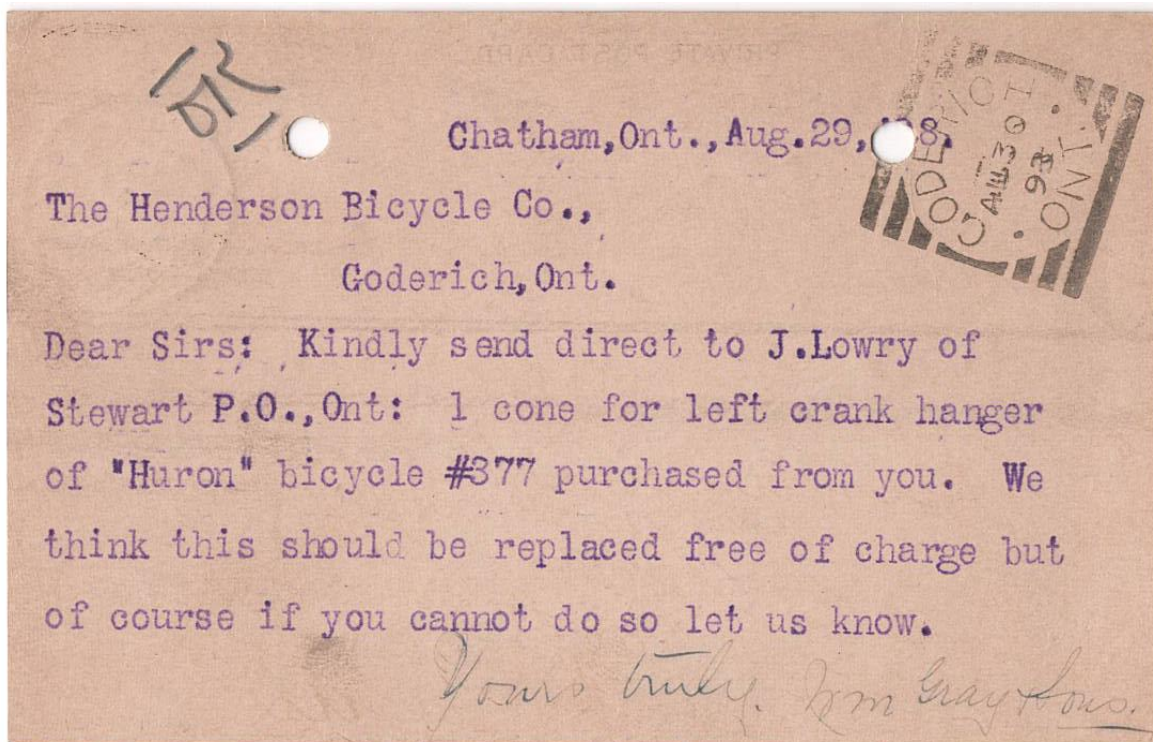 Chatham,Ont.,Aug.29,'98.
GODERICH
AU 30
98
ONT.
The Henderson Bicycle Co.,
Goderich,Ont.
Dear Sirs: Kindly send direct to J.Lowry of
Stewart P.O.,Ont: 1 cone for left crank hanger
of "Huron" bicycle #377 purchased from you. We
think this should be replaced free of charge but
of course if you cannot do so let us know.
Yours truly. Wm Gray & Sons.